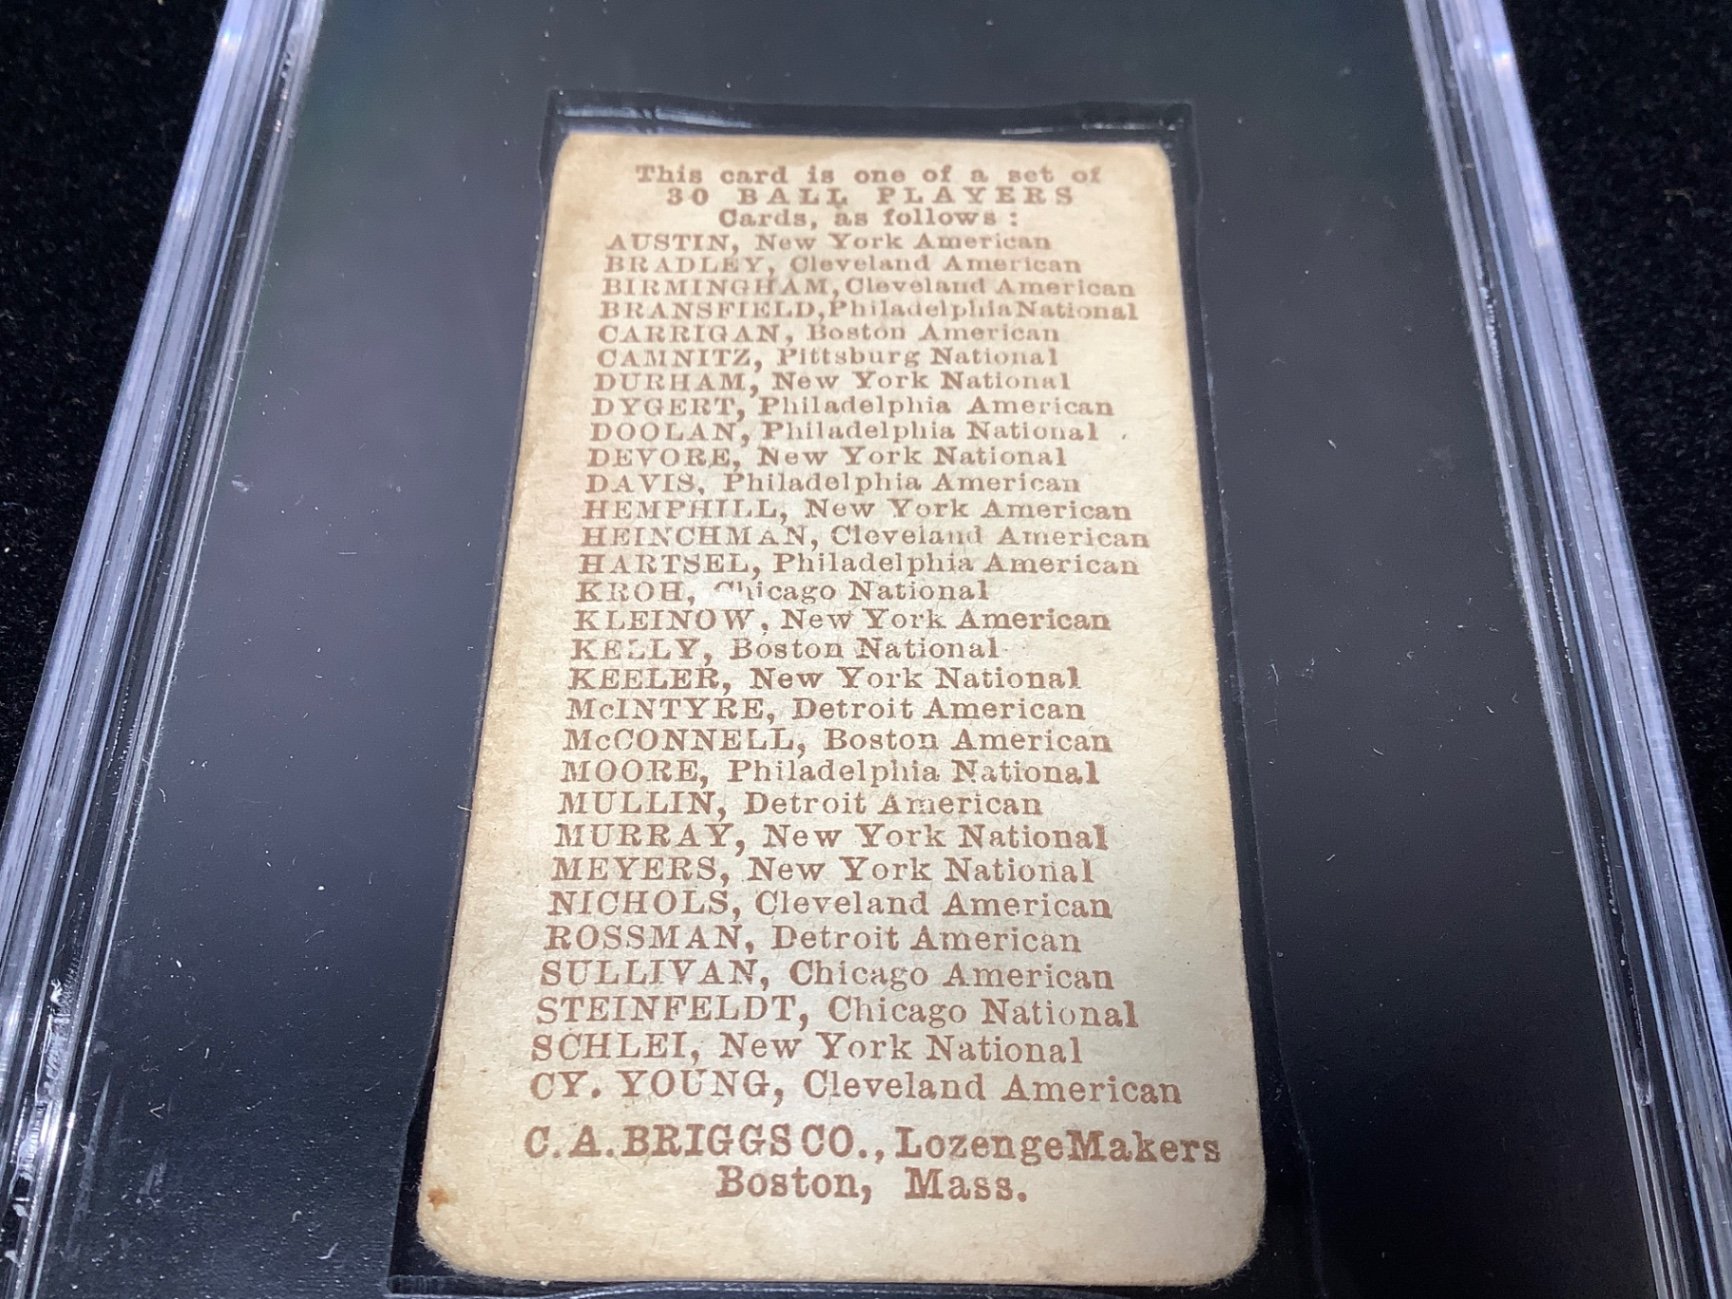 This card is one of a set of
30 BALL PLAYERS
Cards, as follows:
AUSTIN, New York American
BRADLEY, Cleveland American
BIRMINGHAM, Cleveland American
BRANSFIELD, Philadelphia National
CARRIGAN, Boston American
CAMNITZ, Pittsburg National
DURHAM, New York National
DYGERT, Philadelphia American
DOOLAN, Philadelphia National
DEVORE, New York National
DAVIS, Philadelphia American
HEMPHILL, New York American
HEINCHMAN, Cleveland American
HARTSEL, Philadelphia American
KROH, Chicago National
KLEINOW, New York American
KELLY, Boston National
KEELER, New York National
McINTYRE, Detroit American
McCONNELL, Boston American
MOORE, Philadelphia National
MULLIN, Detroit American
MURRAY, New York National
MEYERS, New York National
NICHOLS, Cleveland American
ROSSMAN, Detroit American
SULLIVAN, Chicago American
STEINFELDT, Chicago National
SCHLEI, New York National
CY. YOUNG, Cleveland American
C. A. BRIGGS CO., Lozenge Makers
Boston, Mass.